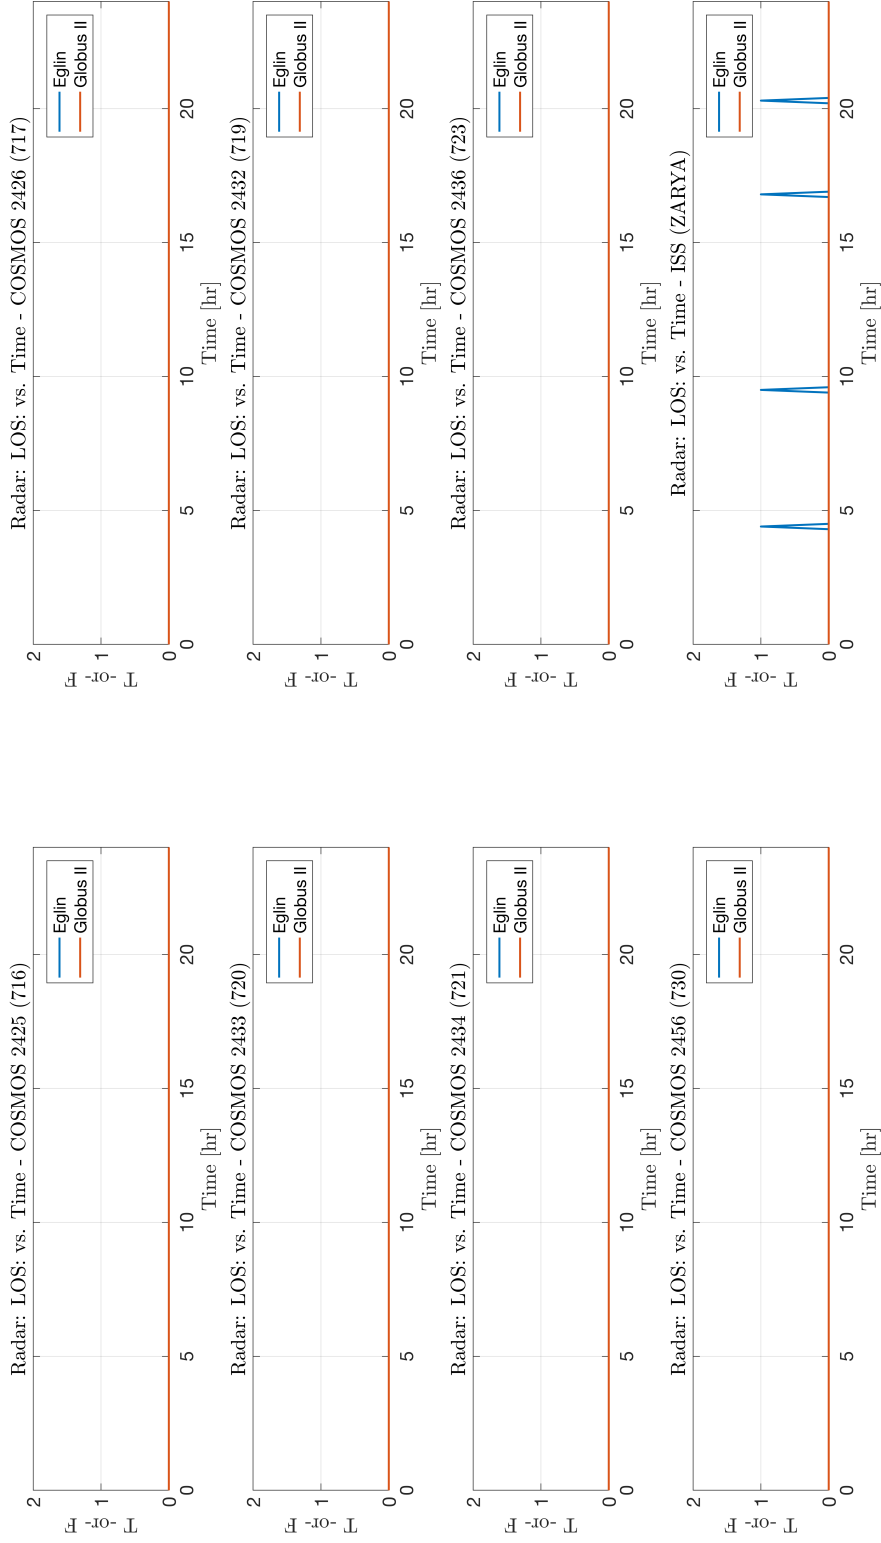 Radar: LOS: vs. Time - COSMOS 2425 (716)
T -or- F
2
1
0
Eglin
Globus II
0 5 10 15 20
Time [hr]
Radar: LOS: vs. Time - COSMOS 2426 (717)
T -or- F
2
1
0
Eglin
Globus II
0 5 10 15 20
Time [hr]
Radar: LOS: vs. Time - COSMOS 2433 (720)
T -or- F
2
1
0
Eglin
Globus II
0 5 10 15 20
Time [hr]
Radar: LOS: vs. Time - COSMOS 2432 (719)
T -or- F
2
1
0
Eglin
Globus II
0 5 10 15 20
Time [hr]
Radar: LOS: vs. Time - COSMOS 2434 (721)
T -or- F
2
1
0
Eglin
Globus II
0 5 10 15 20
Time [hr]
Radar: LOS: vs. Time - COSMOS 2436 (723)
T -or- F
2
1
0
Eglin
Globus II
0 5 10 15 20
Time [hr]
Radar: LOS: vs. Time - COSMOS 2456 (730)
T -or- F
2
1
0
Eglin
Globus II
0 5 10 15 20
Time [hr]
Radar: LOS: vs. Time - ISS (ZARYA)
T -or- F
2
1
0
Eglin
Globus II
0 5 10 15 20
Time [hr]